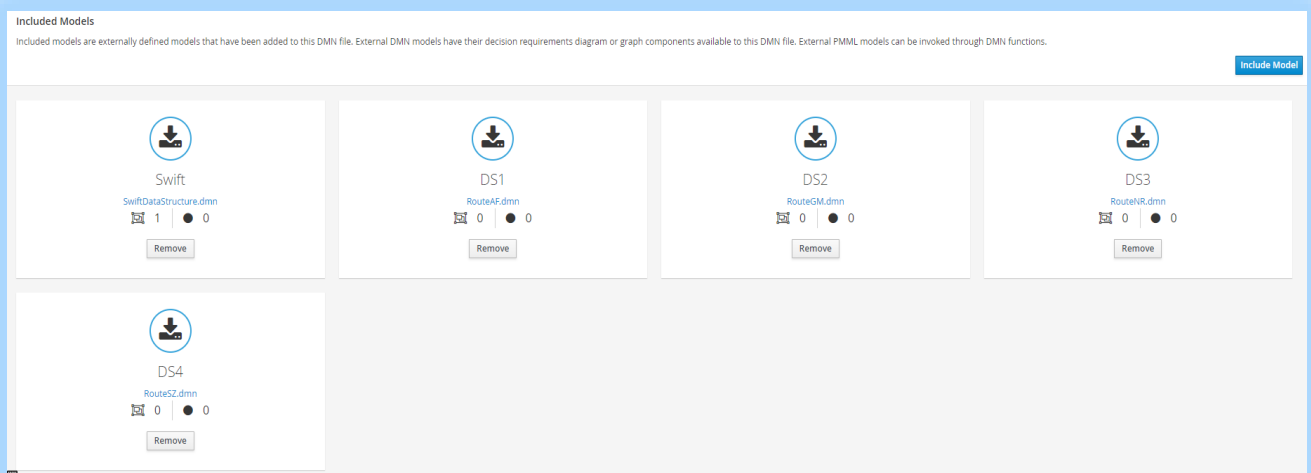 Included Models
Included models are externally defined models that have been added to this DMN file. External DMN models have their decision requirements diagram or graph components available to this DMN file. External PMML models can be invoked through DMN functions.
Include Model
Swift
SwiftDataStructure.dmn
1 0
Remove
DS1
RouteAF.dmn
0 0
Remove
DS2
RouteGM.dmn
0 0
Remove
DS3
RouteNR.dmn
0 0
Remove
DS4
RouteSZ.dmn
0 0
Remove